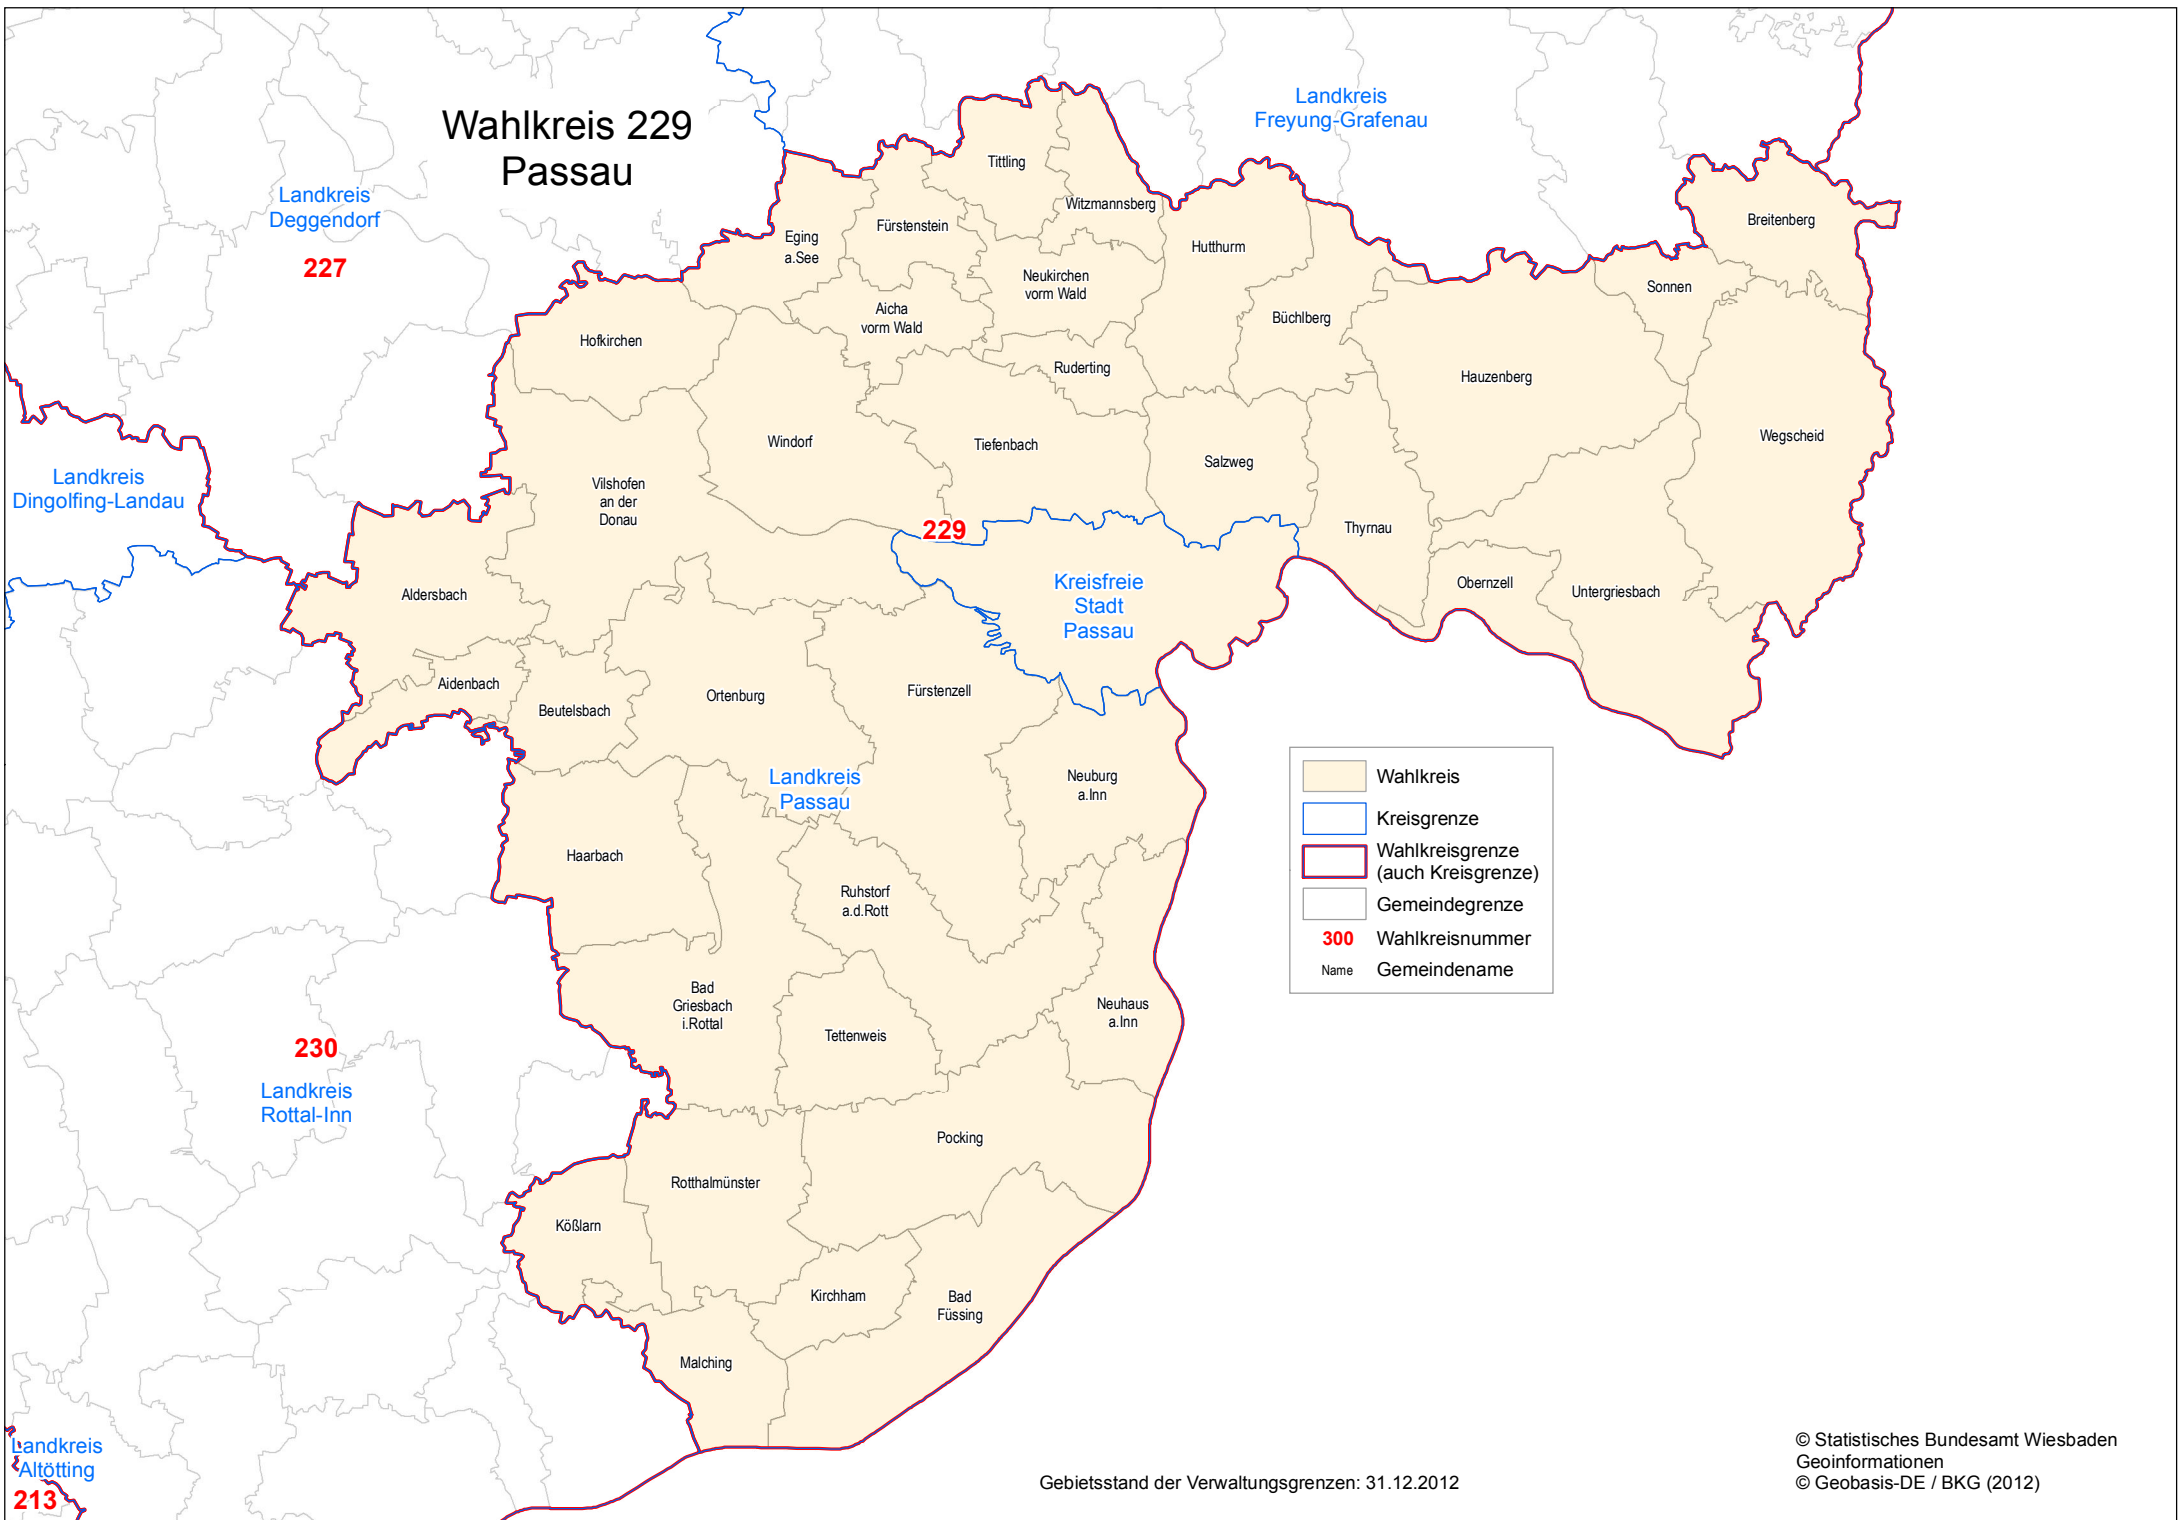 Wahlkreis 229
Passau
Landkreis
Freyung-Grafenau
Landkreis
Deggendorf
227
Landkreis
Dingolfing-Landau
Tittling
Witzmannsberg
Fürstenstein
Eging
a.See
Hutthurm
Breitenberg
Neukirchen
vorm Wald
Sonnen
Aicha
vorm Wald
Büchlberg
Hofkirchen
Ruderting
Hauzenberg
Windorf
Tiefenbach
Salzweg
Wegscheid
Vilshofen
an der
Donau
229
Thyrnau
Kreisfreie
Stadt
Passau
Obernzell
Untergriesbach
Aldersbach
Aidenbach
Beutelsbach
Ortenburg
Fürstenzell
Landkreis
Passau
Neuburg
a.Inn
Haarbach
Ruhstorf
a.d.Rott
Bad
Griesbach
i.Rottal
Tettenweis
Neuhaus
a.Inn
230
Landkreis
Rottal-Inn
Pocking
Rotthalmünster
Kößlarn
Kirchham
Bad
Füssing
Malching
Landkreis
Altötting
213
Wahlkreis
Kreisgrenze
Wahlkreisgrenze
(auch Kreisgrenze)
Gemeindegrenze
300 Wahlkreisnummer
Name Gemeindename
Gebietsstand der Verwaltungsgrenzen: 31.12.2012
© Statistisches Bundesamt Wiesbaden
Geoinformationen
© Geobasis-DE / BKG (2012)